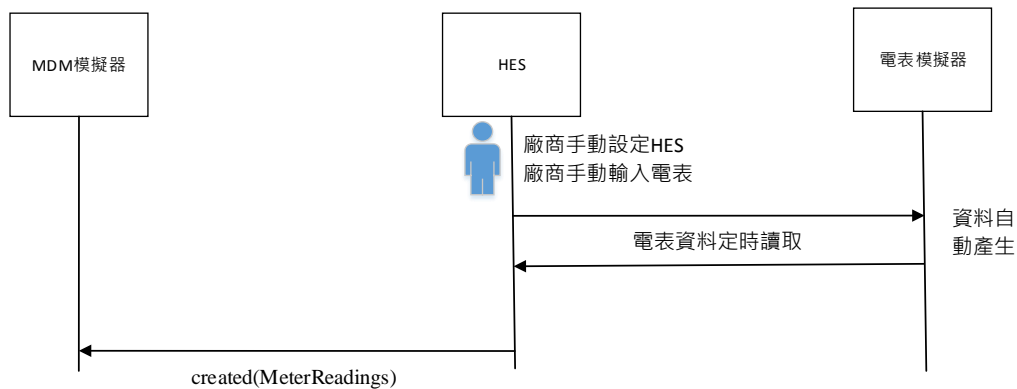 MDM模擬器
HES
電表模擬器
廠商手動設定HES
廠商手動輸入電表
電表資料定時讀取
資料自
動產生
created(MeterReadings)